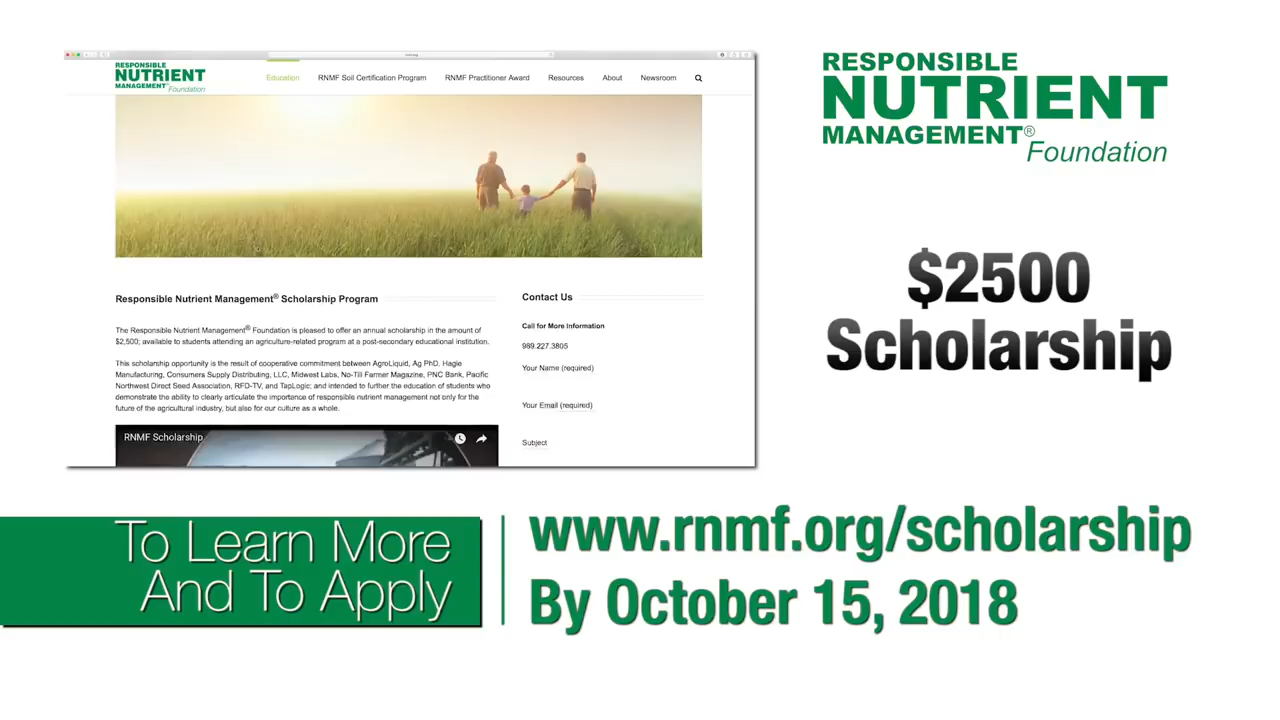 RESPONSIBLE
NUTRIENT
MANAGEMENT®
Foundation
Education RNMF Soil Certification Program RNMF Practitioner Award Resources About Newsroom
Responsible Nutrient Management® Scholarship Program
The Responsible Nutrient Management® Foundation is pleased to offer an annual scholarship in the amount of
$2,500; available to students attending an agriculture-related program at a post-secondary educational institution.
This scholarship opportunity is the result of cooperative commitment between AgroLiquid, Ag PhD, Hagie
Manufacturing, Consumers Supply Distributing, LLC, Midwest Labs, No-Till Farmer Magazine, PNC Bank, Pacific
Northwest Direct Seed Association, RFD-TV, and TapLogic; and intended to further the education of students who
demonstrate the ability to clearly articulate the importance of responsible nutrient management not only for the
future of the agricultural industry, but also for our culture as a whole.
RNMF Scholarship
Contact Us
Call for More Information
989.227.3805
Your Name (required)
Your Email (required)
Subject
RESPONSIBLE
NUTRIENT
MANAGEMENT®
Foundation
$2500
Scholarship
To Learn More
And To Apply
www.rnmf.org/scholarship
By October 15, 2018